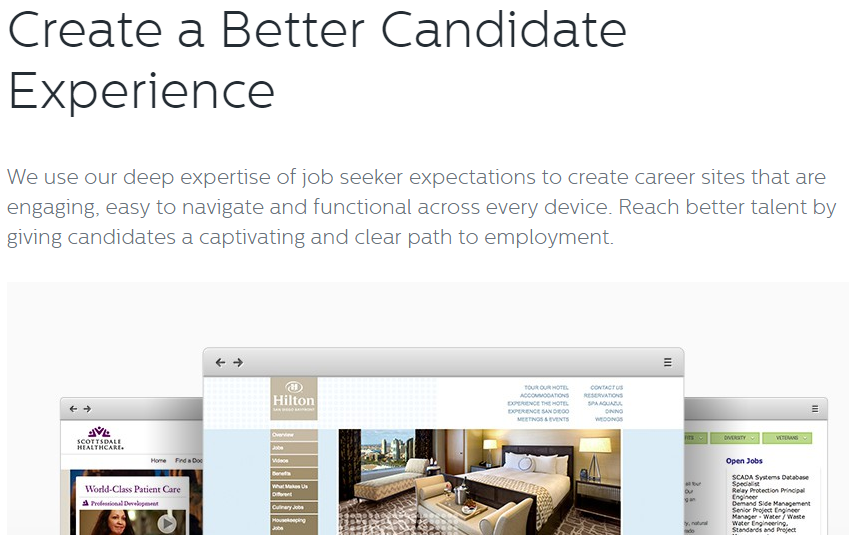 Create a Better Candidate
Experience
We use our deep expertise of job seeker expectations to create career sites that are
engaging, easy to navigate and functional across every device. Reach better talent by
giving candidates a captivating and clear path to employment.
Hilton
SAN DIEGO BAYFRONT
TOUR OUR HOTEL
ACCOMMODATIONS
EXPERIENCE THE HOTEL
EXPERIENCE SAN DIEGO
MEETINGS & EVENTS
CONTACT US
RESERVATIONS
SPA AQUAZUL
DINING
WEDDINGS
Overview
Jobs
Videos
Benefits
What Makes Us
Different
Culinary Jobs
Housekeeping
Jobs
SCOTTSDALE
HEALTHCARE
Home Find a Doc
World-Class Patient Care
Professional Development
DIVERSITY
VETERANS
Open Jobs
SCADA Systems Database
Specialist
Relay Protection Principal
Engineer
Demand Side Management
Senior Project Engineer
Manager - Water / Waste
Water Engineering,
Standards and Project